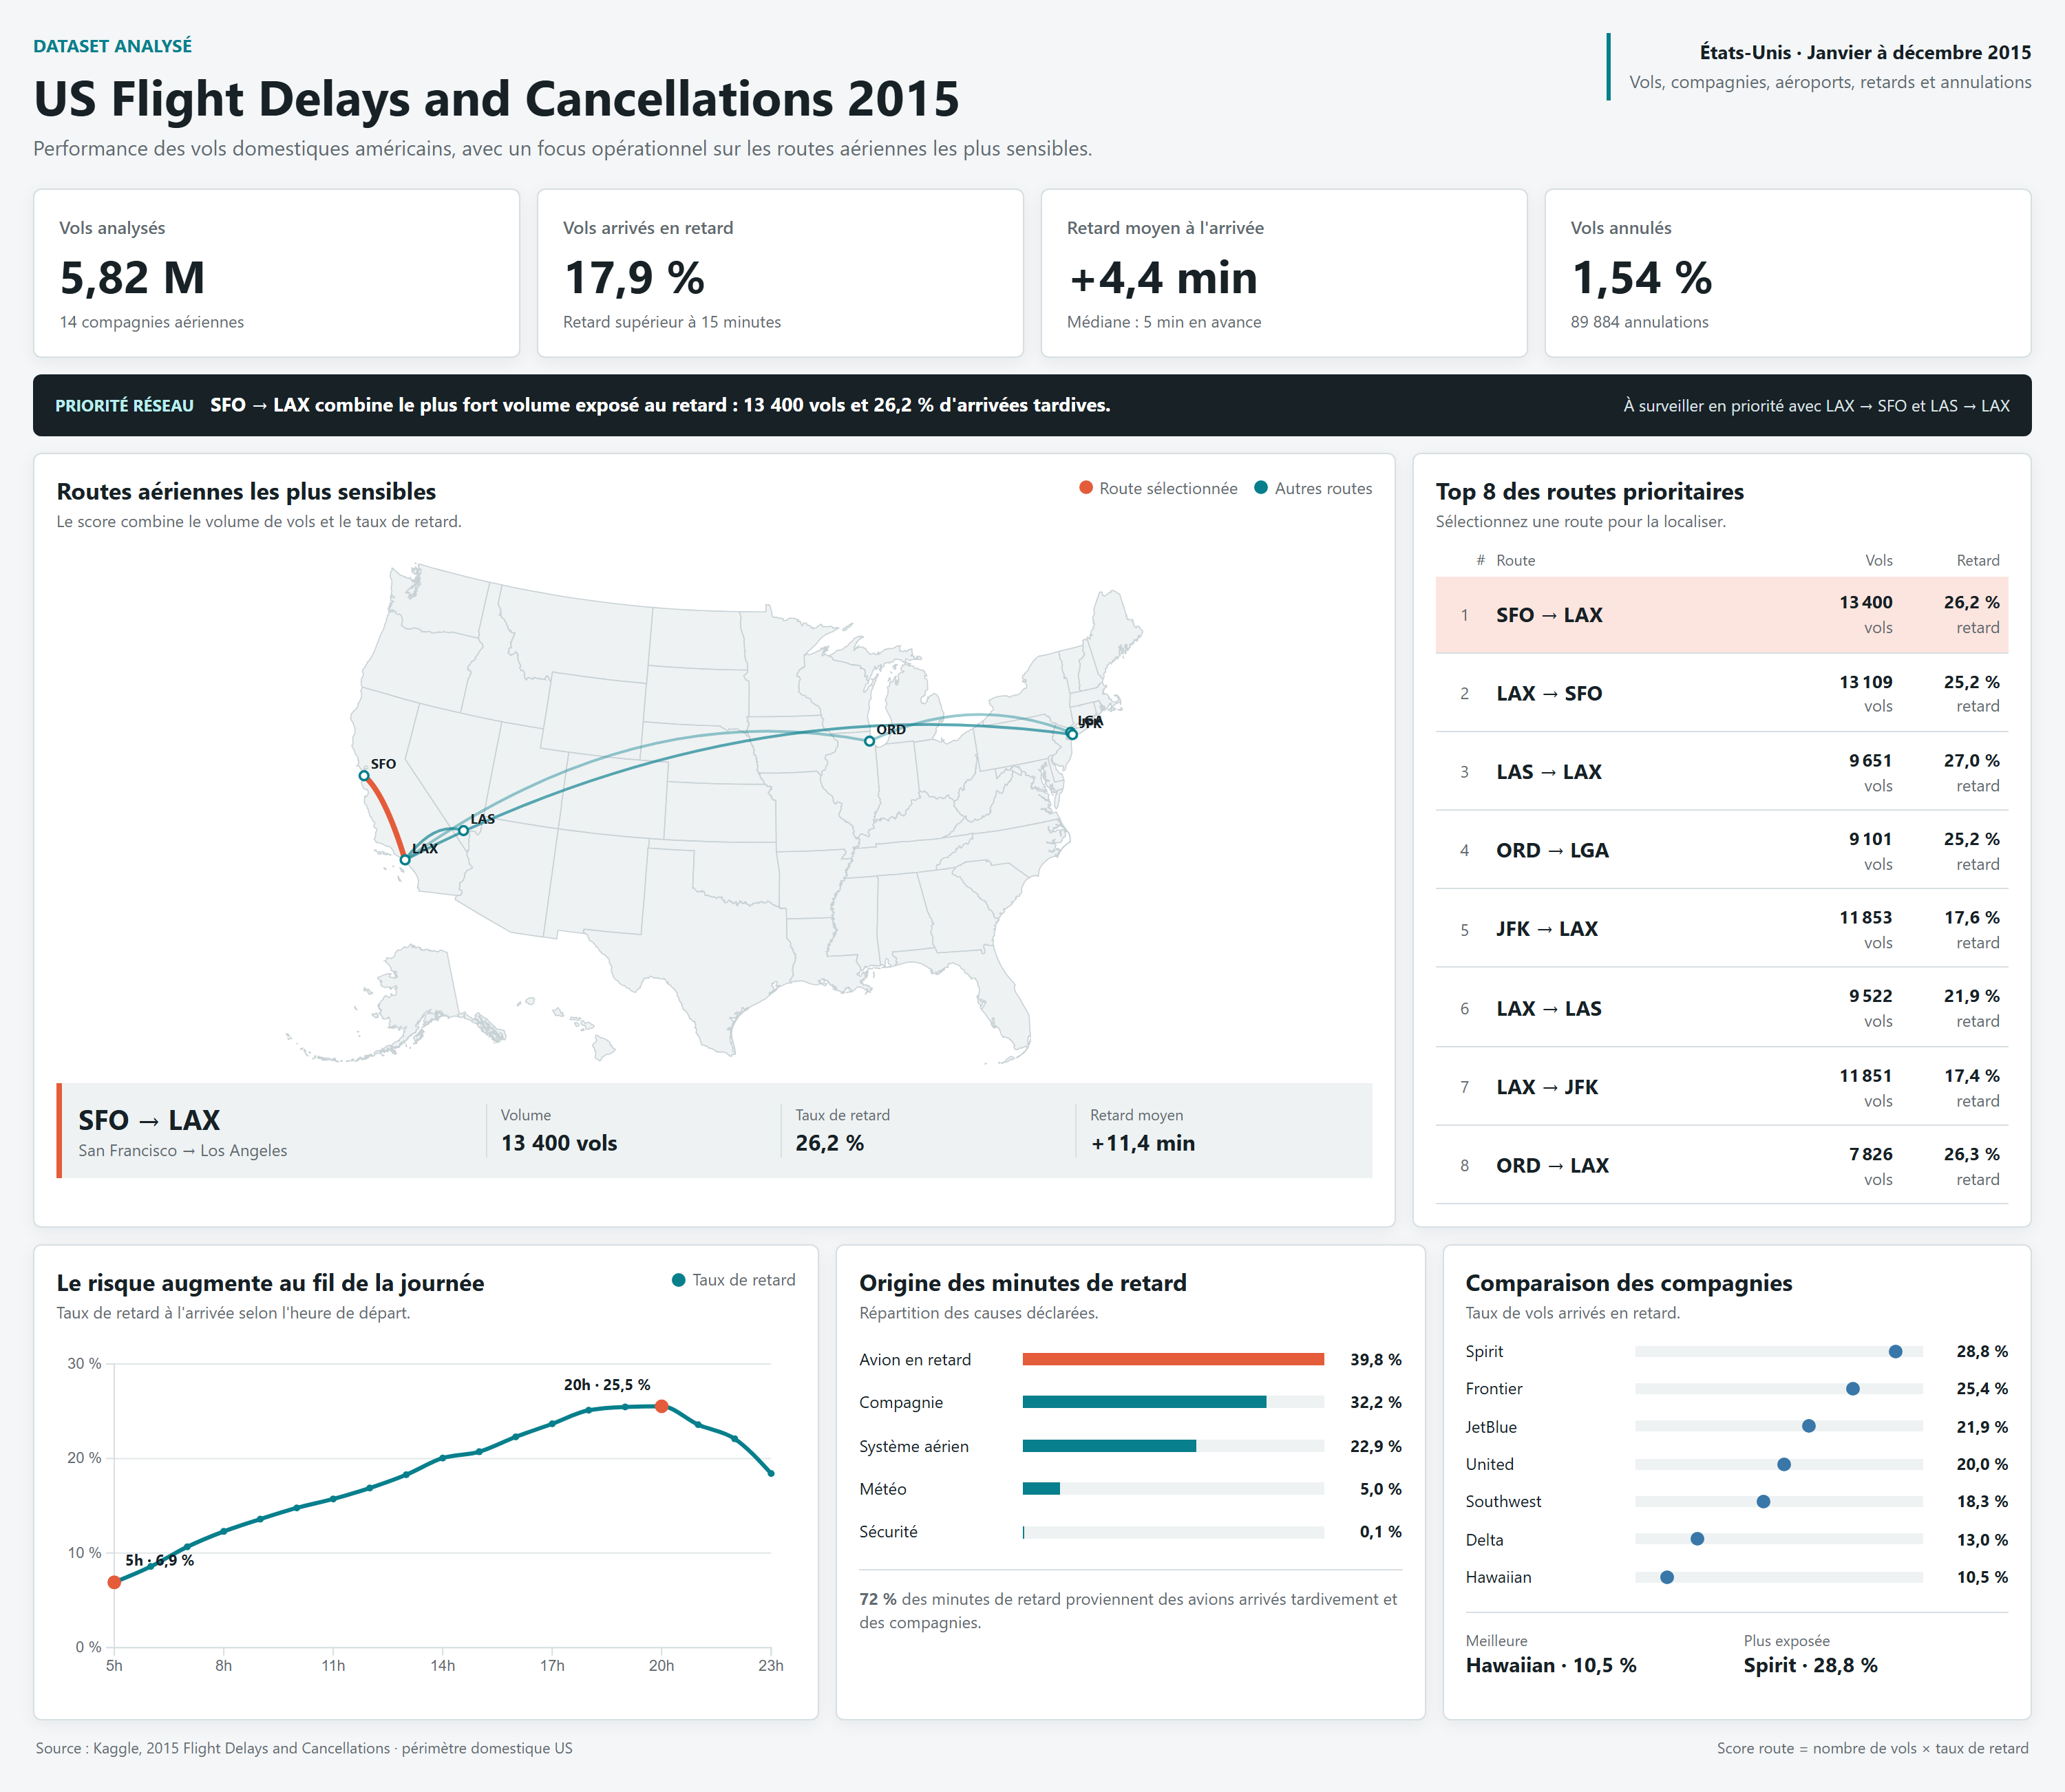 DATASET ANALYSÉ
US Flight Delays and Cancellations 2015
Performance des vols domestiques américains, avec un focus opérationnel sur les routes aériennes les plus sensibles.
États-Unis · Janvier à décembre 2015
Vols, compagnies, aéroports, retards et annulations
Vols analysés
5,82 M
14 compagnies aériennes
Vols arrivés en retard
17,9 %
Retard supérieur à 15 minutes
Retard moyen à l'arrivée
+4,4 min
Médiane : 5 min en avance
Vols annulés
1,54 %
89 884 annulations
PRIORITÉ RÉSEAU SFO → LAX combine le plus fort volume exposé au retard : 13 400 vols et 26,2 % d'arrivées tardives.
À surveiller en priorité avec LAX → SFO et LAS → LAX
Routes aériennes les plus sensibles
Le score combine le volume de vols et le taux de retard.
Route sélectionnée
Autres routes
LGA
JFK
ORD
SFO
LAS
LAX
SFO → LAX
San Francisco → Los Angeles
Volume
13 400 vols
Taux de retard
26,2 %
Retard moyen
+11,4 min
Top 8 des routes prioritaires
Sélectionnez une route pour la localiser.
# Route Vols Retard
1 SFO → LAX 13 400 vols 26,2 % retard
2 LAX → SFO 13 109 vols 25,2 % retard
3 LAS → LAX 9 651 vols 27,0 % retard
4 ORD → LGA 9 101 vols 25,2 % retard
5 JFK → LAX 11 853 vols 17,6 % retard
6 LAX → LAS 9 522 vols 21,9 % retard
7 LAX → JFK 11 851 vols 17,4 % retard
8 ORD → LAX 7 826 vols 26,3 % retard
Le risque augmente au fil de la journée
Taux de retard à l'arrivée selon l'heure de départ.
Taux de retard
30 %
20 %
10 %
0 %
20h · 25,5 %
5h · 6,9 %
5h 8h 11h 14h 17h 20h 23h
Origine des minutes de retard
Répartition des causes déclarées.
Avion en retard 39,8 %
Compagnie 32,2 %
Système aérien 22,9 %
Météo 5,0 %
Sécurité 0,1 %
72 % des minutes de retard proviennent des avions arrivés tardivement et
des compagnies.
Comparaison des compagnies
Taux de vols arrivés en retard.
Spirit 28,8 %
Frontier 25,4 %
JetBlue 21,9 %
United 20,0 %
Southwest 18,3 %
Delta 13,0 %
Hawaiian 10,5 %
Meilleure
Hawaiian · 10,5 %
Plus exposée
Spirit · 28,8 %
Source : Kaggle, 2015 Flight Delays and Cancellations · périmètre domestique US
Score route = nombre de vols × taux de retard